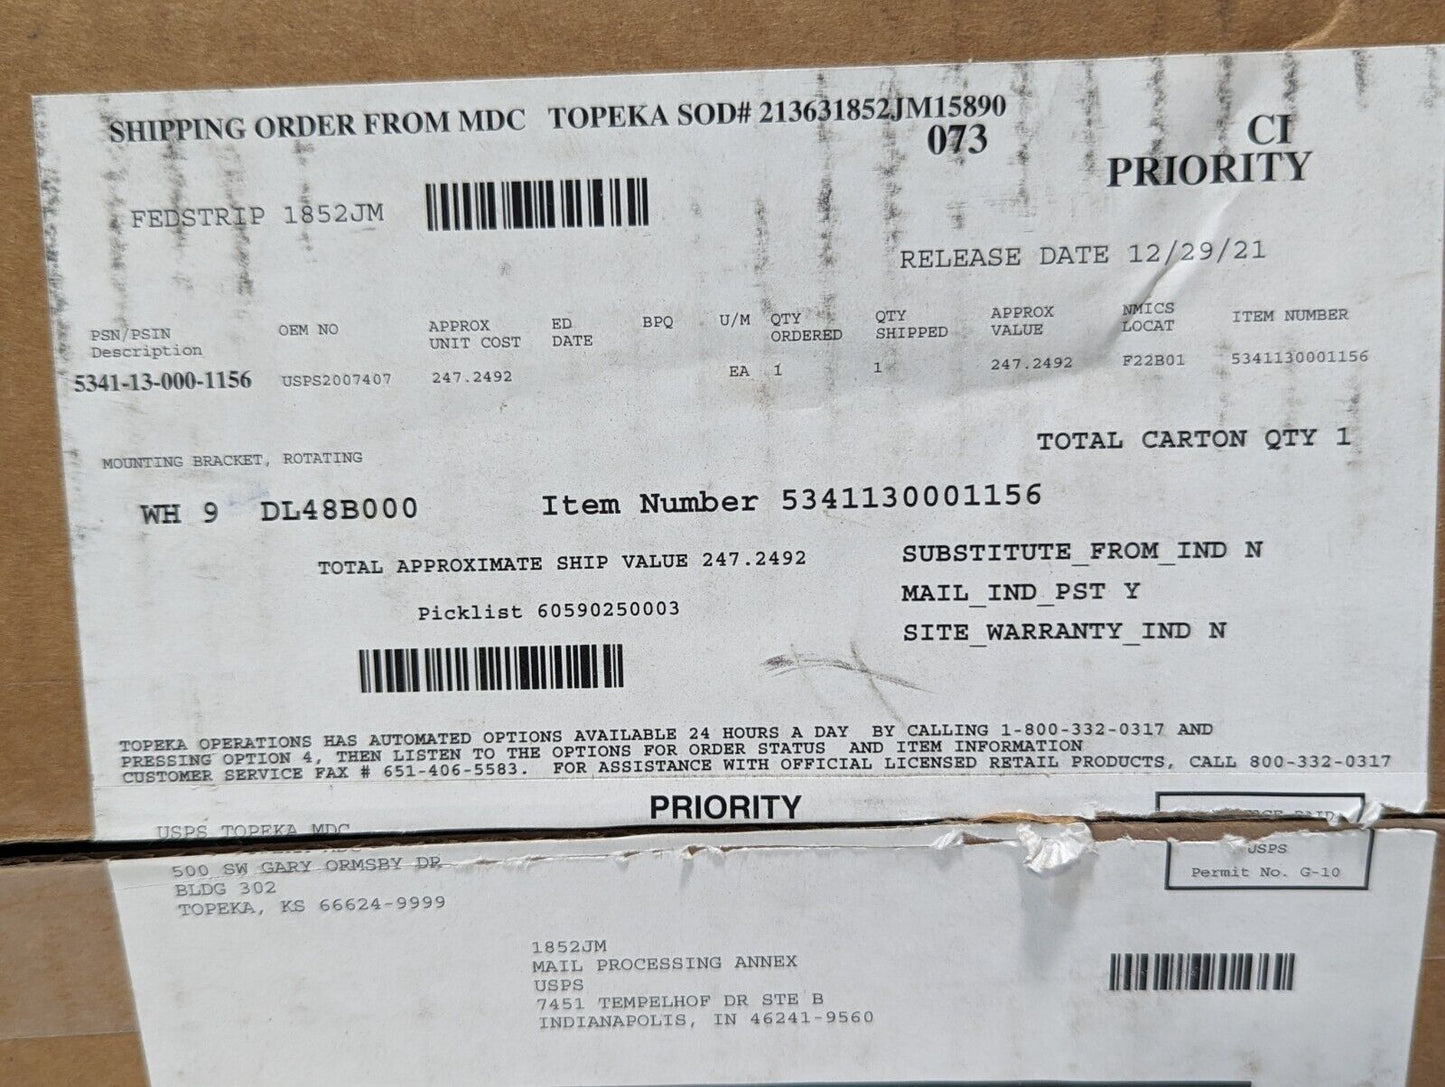 SHIPPING ORDER FROM MDC TOPEKA SOD# 213631852JM15890
073
CI
PRIORITY
FEDSTRIP 1852JM
RELEASE DATE 12/29/21
PSN/PSIN Description OEM NO APPROX UNIT COST ED DATE BPQ U/M QTY ORDERED QTY SHIPPED APPROX VALUE NMICS LOCAT ITEM NUMBER
5341-13-000-1156 USPS2007407 247.2492 EA 1 1 247.2492 F22B01 5341130001156
TOTAL CARTON QTY 1
MOUNTING BRACKET, ROTATING
WH 9 DL48B000 Item Number 5341130001156
TOTAL APPROXIMATE SHIP VALUE 247.2492
SUBSTITUTE_FROM_IND N
MAIL_IND_PST Y
Picklist 60590250003
SITE_WARRANTY_IND N
TOPEKA OPERATIONS HAS AUTOMATED OPTIONS AVAILABLE 24 HOURS A DAY BY CALLING 1-800-332-0317 AND
PRESSING OPTION 4, THEN LISTEN TO THE OPTIONS FOR ORDER STATUS AND ITEM INFORMATION
CUSTOMER SERVICE FAX # 651-406-5583. FOR ASSISTANCE WITH OFFICIAL LICENSED RETAIL PRODUCTS, CALL 800-332-0317
PRIORITY
USPS TOPEKA MDC
500 SW GARY ORMSBY DR
BLDG 302
TOPEKA, KS 66624-9999
PAID
USPS
Permit No. G-10
1852JM
MAIL PROCESSING ANNEX
USPS
7451 TEMPELHOF DR STE B
INDIANAPOLIS, IN 46241-9560